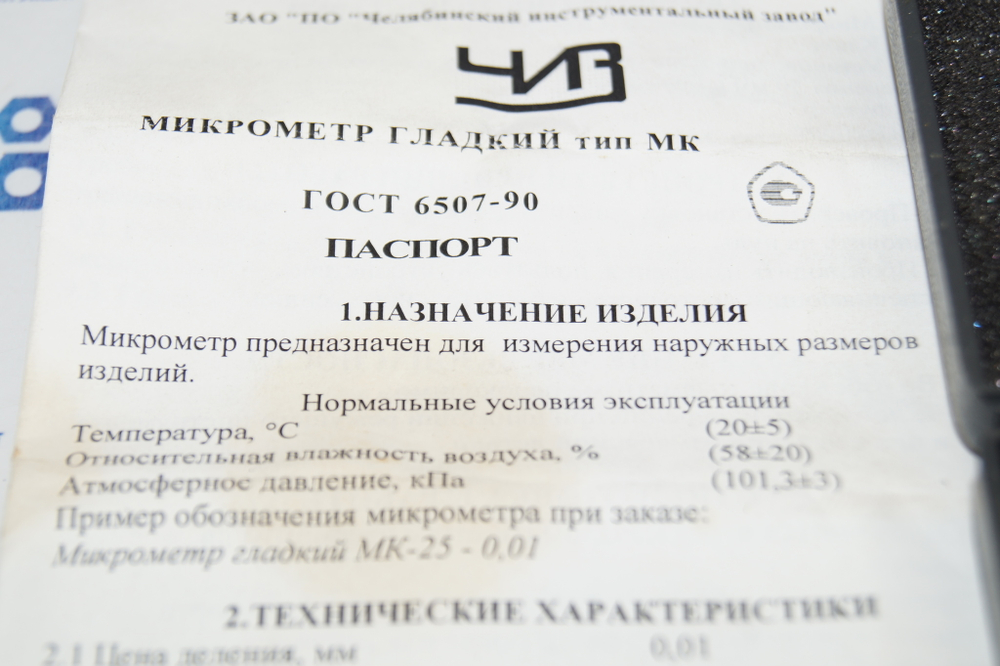 ЗАО "ПО "Челябинский инструментальный завод"
ЧИЗ
МИКРОМЕТР ГЛАДКИЙ тип МК
ГОСТ 6507-90
ПАСПОРТ
1.НАЗНАЧЕНИЕ ИЗДЕЛИЯ
Микрометр предназначен для измерения наружных размеров
изделий.
Нормальные условия эксплуатации
Температура, °С (20±5)
Относительная влажность воздуха, % (58±20)
Атмосферное давление, кПа (101,3±3)
Пример обозначения микрометра при заказе:
Микрометр гладкий МК-25 - 0,01
2.ТЕХНИЧЕСКИЕ ХАРАКТЕРИСТИКИ
2.1 Цена деления, мм 0,01